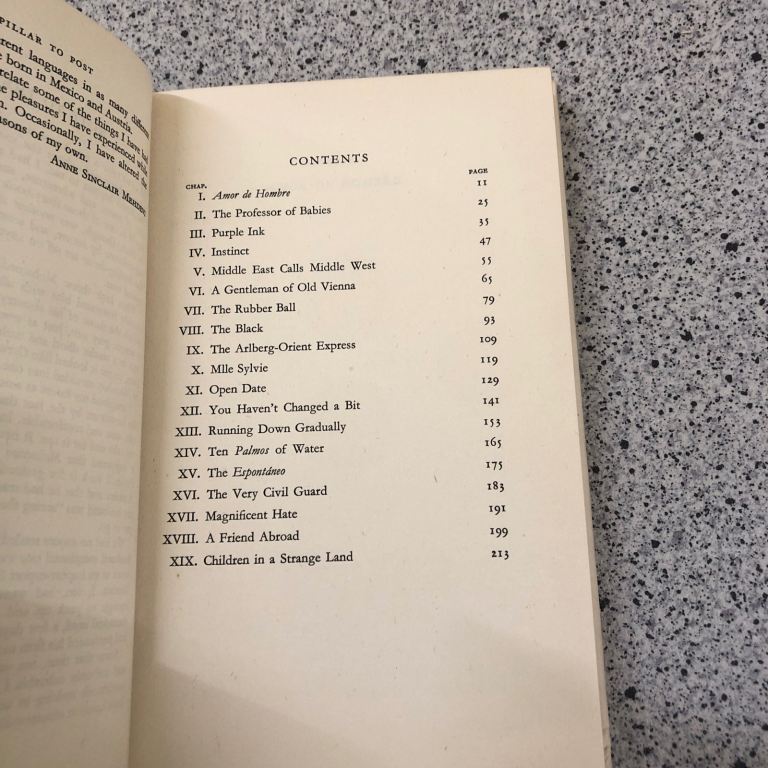 PILLAR TO POST
rent languages in as many different
born in Mexico and Austria.
relate some of the things I have had
pleasures I have experienced while
Occasionally, I have altered the
of my own.
ANNE SINCLAIR
CONTENTS
CHAP. PAGE
I. Amor de Hombre 11
II. The Professor of Babies 25
III. Purple Ink 35
IV. Instinct 47
V. Middle East Calls Middle West 55
VI. A Gentleman of Old Vienna 65
VII. The Rubber Ball 79
VIII. The Black 93
IX. The Arlberg-Orient Express 109
X. Mlle Sylvie 119
XI. Open Date 129
XII. You Haven't Changed a Bit 141
XIII. Running Down Gradually 153
XIV. Ten Palmos of Water 165
XV. The Espontáneo 175
XVI. The Very Civil Guard 183
XVII. Magnificent Hate 191
XVIII. A Friend Abroad 199
XIX. Children in a Strange Land 213